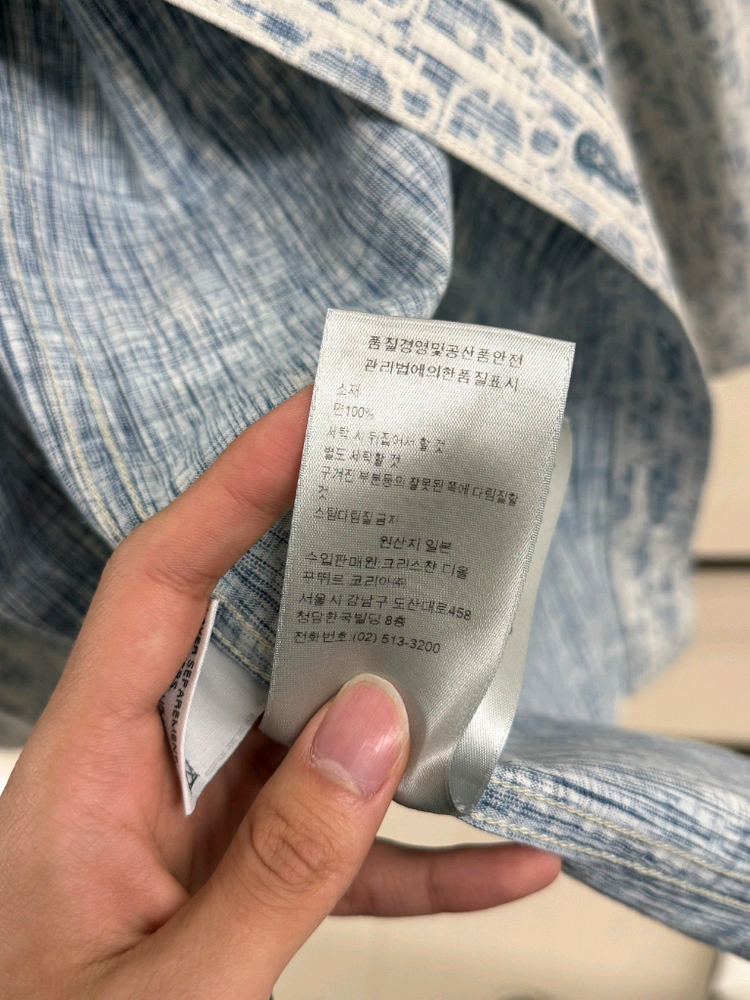 품질경영및공산품안전
관리법에의한품질표시
소재
면100%
세탁 시 뒤집어서 할 것
별도 세탁할 것
구겨진 부분등의 잘못된 쪽에 다림질할
것
스팀다림질금지
원산지 일본
수입판매원:크리스챤 디올
꾸뛰르 코리아㈜
서울시 강남구 도산대로458
청담한국빌딩 8층
전화번호:(02) 513-3200